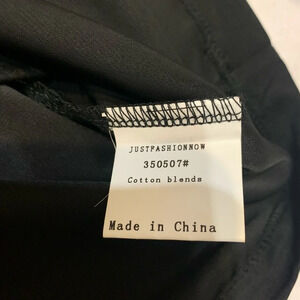 JUSTFASHIONNOW
350507#
Cotton blends
Made in China